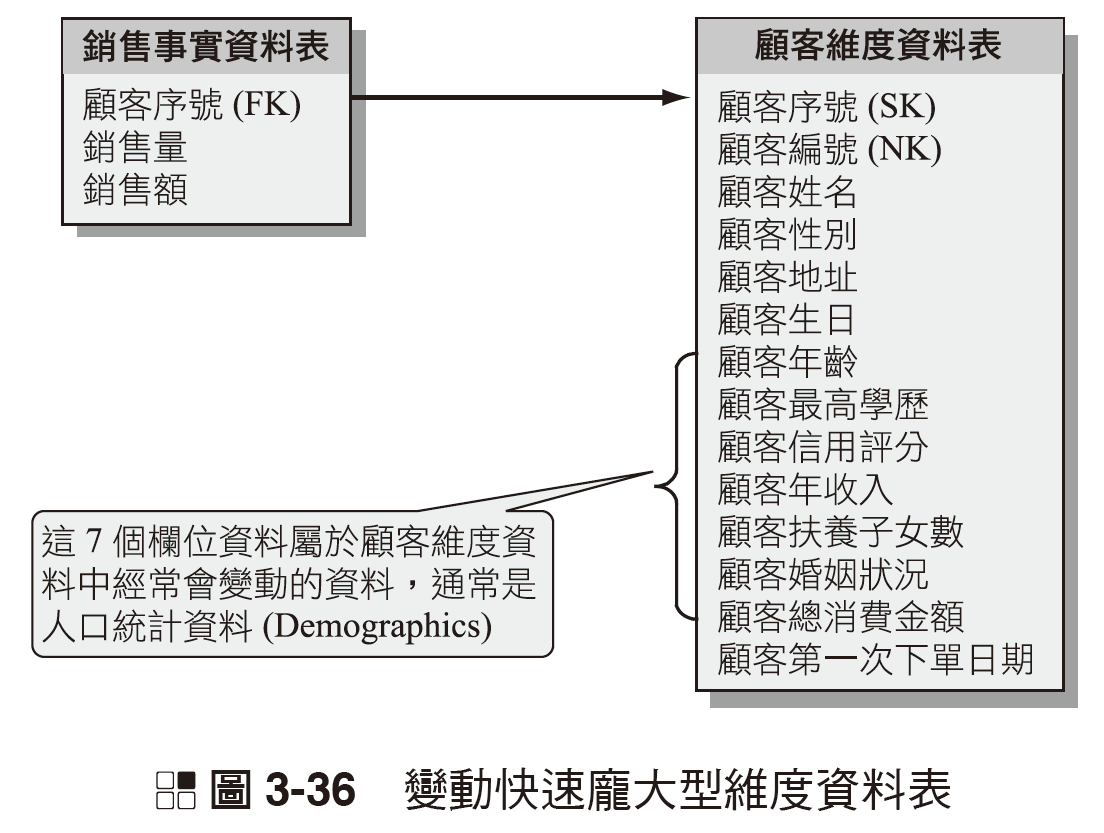 銷售事實資料表
顧客序號 (FK)
銷售量
銷售額
顧客維度資料表
顧客序號 (SK)
顧客編號 (NK)
顧客姓名
顧客性別
顧客地址
顧客生日
顧客年齡
顧客最高學歷
顧客信用評分
顧客年收入
顧客扶養子女數
顧客婚姻狀況
顧客總消費金額
顧客第一次下單日期
這 7 個欄位資料屬於顧客維度資
料中經常會變動的資料，通常是
人口統計資料 (Demographics)
圖 3-36 變動快速龐大型維度資料表